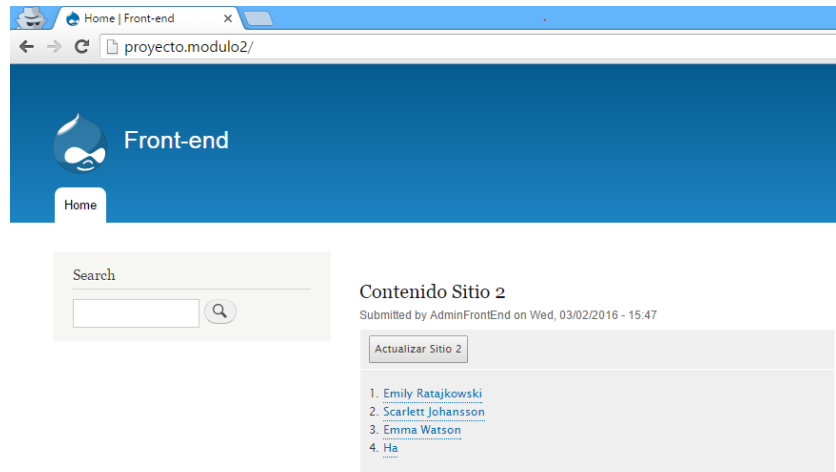 Home | Front-end
proyecto.modulo2/
Front-end
Home
Search
Contenido Sitio 2
Submitted by AdminFrontEnd on Wed, 03/02/2016 - 15:47
Actualizar Sitio 2
1. Emily Ratajkowski
2. Scarlett Johansson
3. Emma Watson
4. Ha